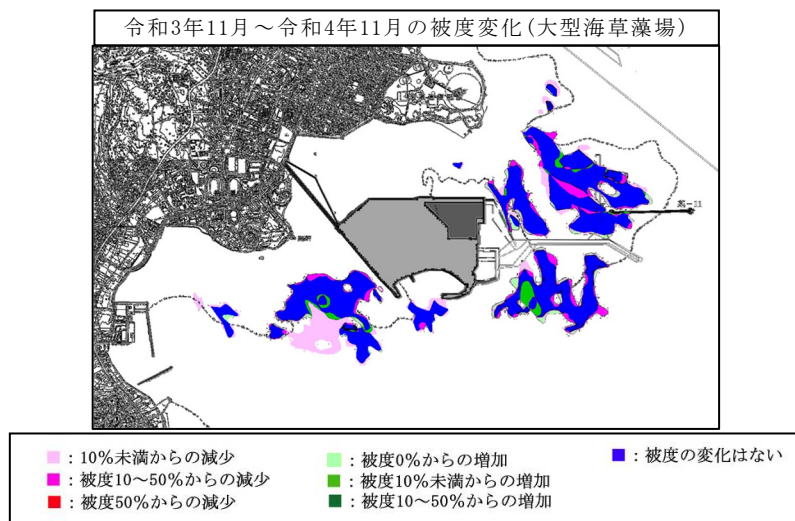 令和3年11月～令和4年11月の被度変化(大型海草藻場)
：10％未満からの減少
：被度10～50％からの減少
：被度50％からの減少
：被度0％からの増加
：被度10％未満からの増加
：被度10～50％からの増加
：被度の変化はない